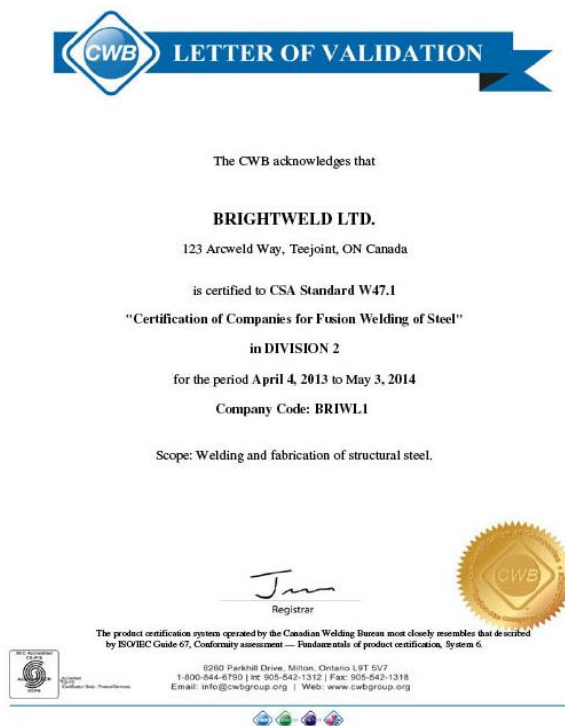 CWB
LETTER OF VALIDATION
The CWB acknowledges that
BRIGHTWELD LTD.
123 Arcweld Way, Teejoint, ON Canada
is certified to CSA Standard W47.1
"Certification of Companies for Fusion Welding of Steel"
in DIVISION 2
for the period April 4, 2013 to May 3, 2014
Company Code: BRIWL1
Scope: Welding and fabrication of structural steel.
Registrar
CWB
The product certification system operated by the Canadian Welding Bureau most closely resembles that described
by ISO/IEC Guide 67, Conformity assessment — Fundamentals of product certification, System 6.
8260 Parkhill Drive, Milton, Ontario L9T 5V7
1-800-844-6790 | Int: 905-542-1312 | Fax: 905-542-1318
Email: info@cwbgroup.org | Web: www.cwbgroup.org